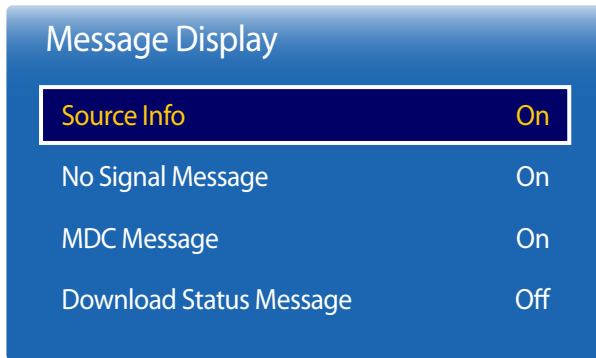 Message Display
Source Info On
No Signal Message On
MDC Message On
Download Status Message Off